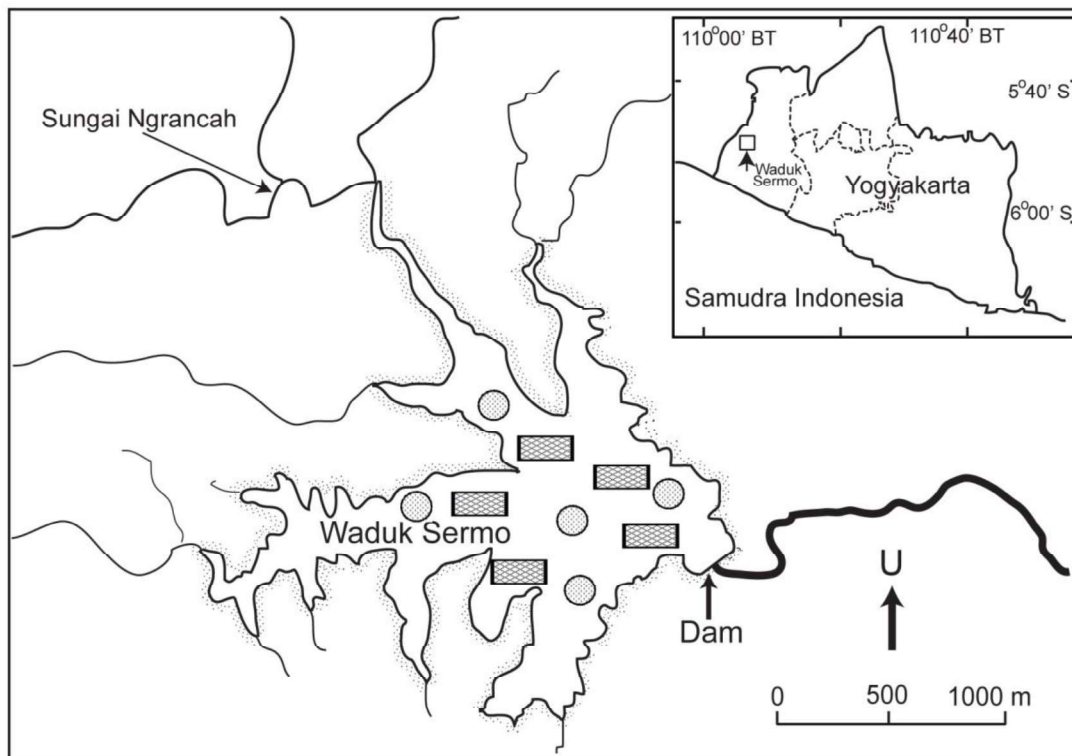 Sungai Ngrancah
110°00' BT
110°40' BT
5°40' S
Waduk
Sermo
Yogyakarta
6°00' S
Samudra Indonesia
Waduk Sermo
Dam
U
0 500 1000 m